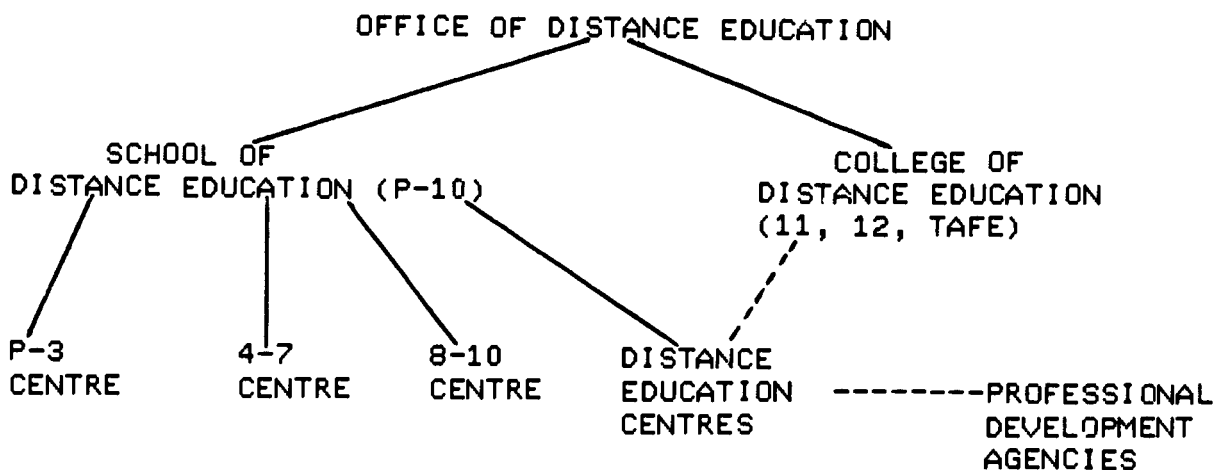 OFFICE OF DISTANCE EDUCATION
SCHOOL OF
DISTANCE EDUCATION (P-10)
COLLEGE OF
DISTANCE EDUCATION
(11, 12, TAFE)
P-3
CENTRE
4-7
CENTRE
8-10
CENTRE
DISTANCE
EDUCATION
CENTRES
PROFESSIONAL
DEVELOPMENT
AGENCIES